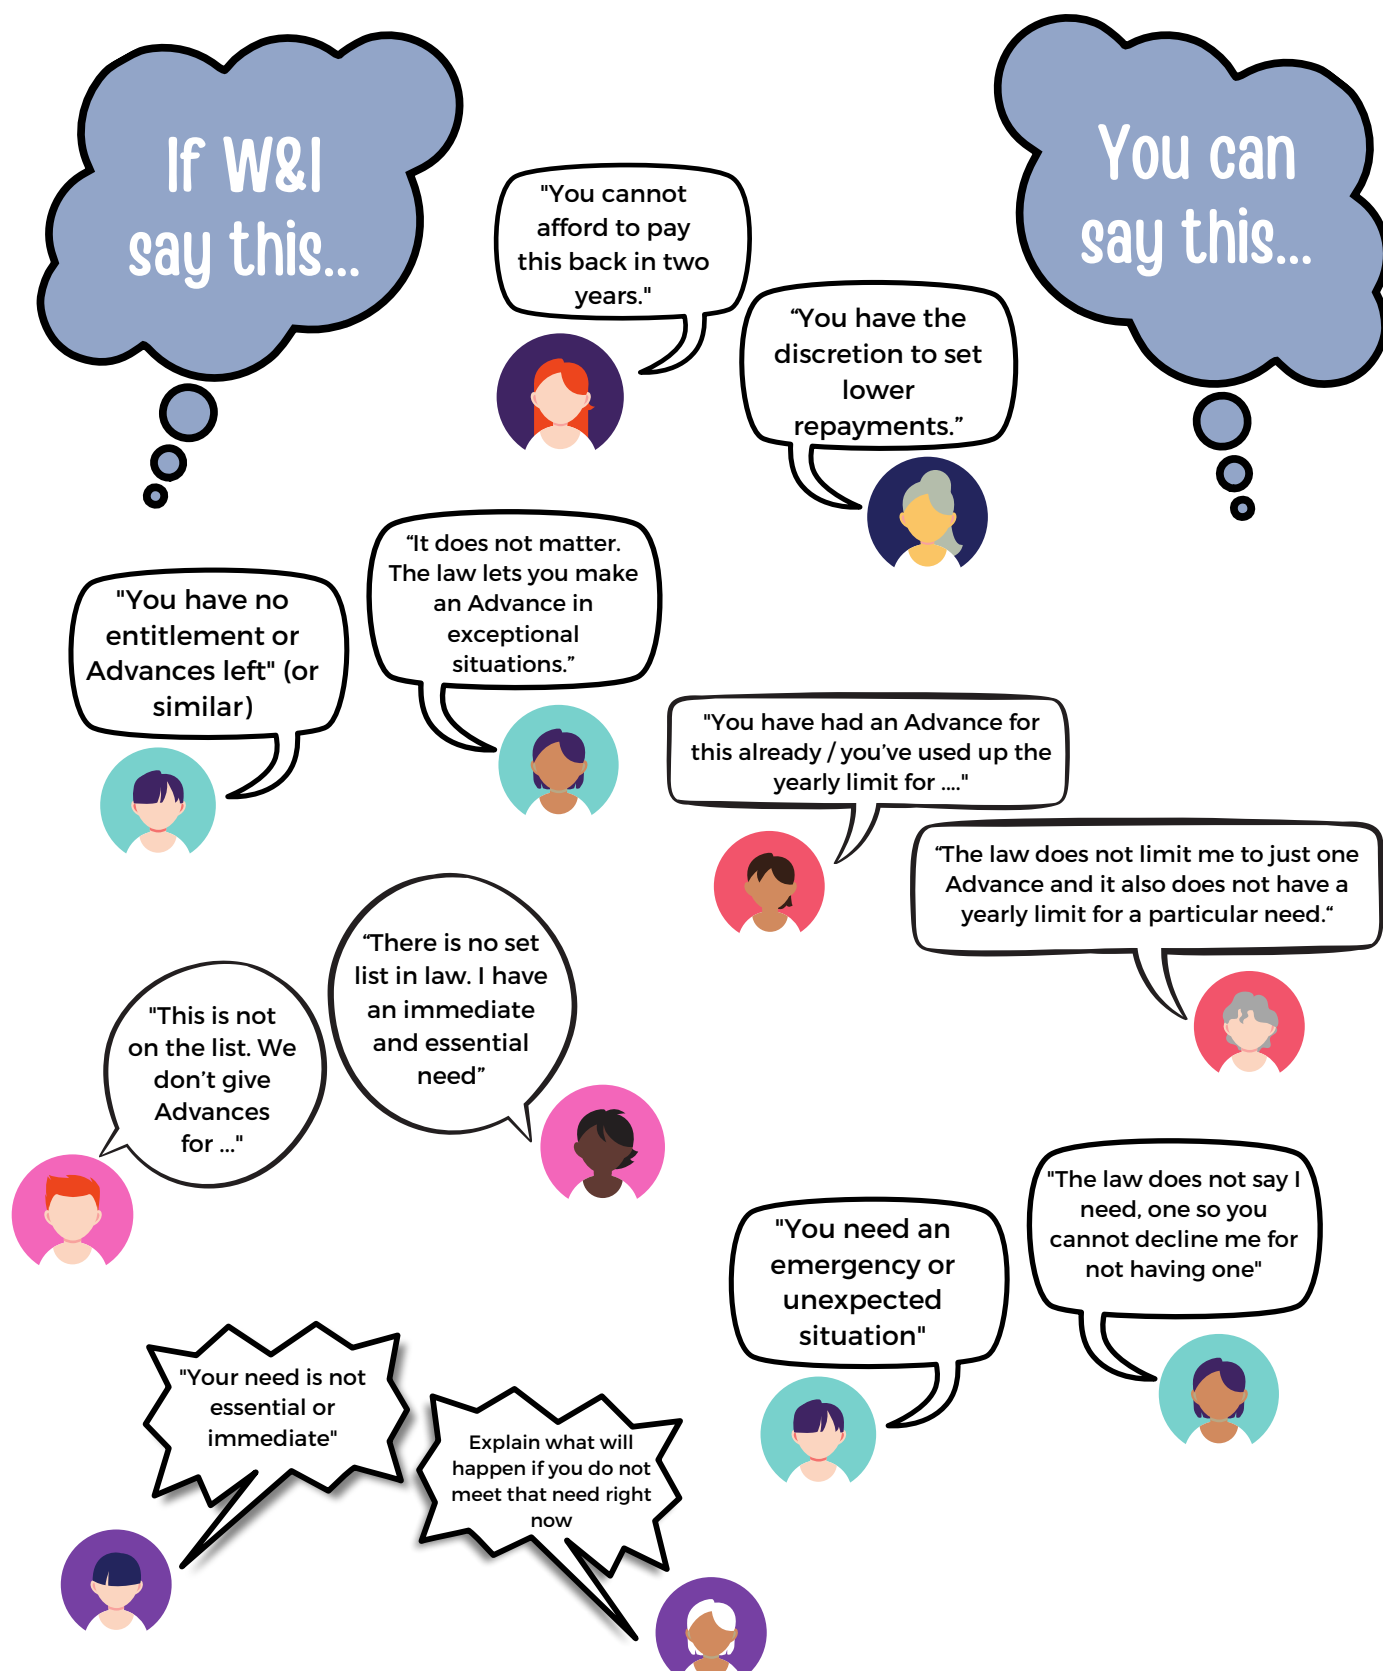 If W&I
say this...
You can
say this...
"You cannot
afford to pay
this back in two
years."
“You have the
discretion to set
lower
repayments.”
"You have no
entitlement or
Advances left" (or
similar)
“It does not matter.
The law lets you make
an Advance in
exceptional
situations.”
"You have had an Advance for
this already / you’ve used up the
yearly limit for ...."
“The law does not limit me to just one
Advance and it also does not have a
yearly limit for a particular need.“
"This is not
on the list. We
don’t give
Advances
for ..."
“There is no set
list in law. I have
an immediate
and essential
need”
"You need an
emergency or
unexpected
situation"
"The law does not say I
need, one so you
cannot decline me for
not having one"
"Your need is not
essential or
immediate"
Explain what will
happen if you do not
meet that need right
now